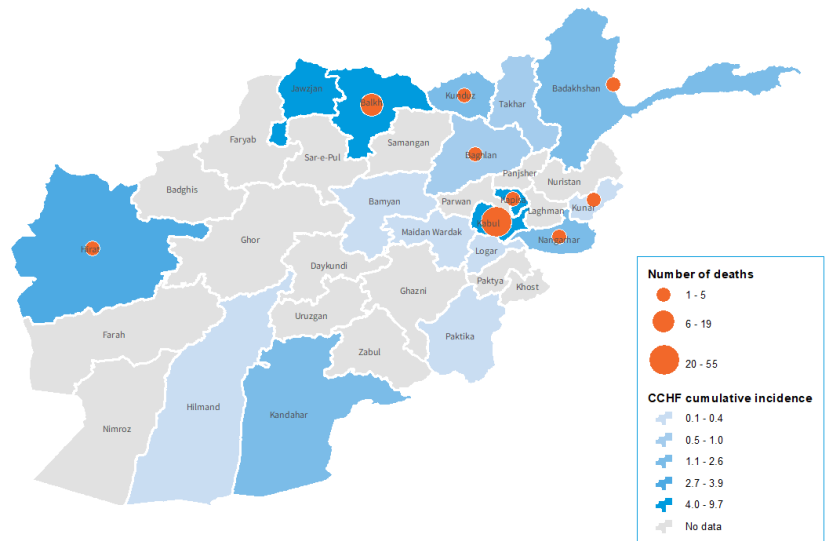 Jawzjan
Balkh
Kunduz
Takhar
Badakhshan
Faryab
Sar-e-Pul
Samangan
Baghlan
Panjsher
Nuristan
Badghis
Bamyan
Parwan
Kapisa
Laghman
Kunar
Hirat
Ghor
Maidan Wardak
Kabul
Nangarhar
Logar
Daykundi
Paktya
Khost
Ghazni
Uruzgan
Farah
Zabul
Paktika
Hilmand
Kandahar
Nimroz
Number of deaths
1 - 5
6 - 19
20 - 55
CCHF cumulative incidence
0.1 - 0.4
0.5 - 1.0
1.1 - 2.6
2.7 - 3.9
4.0 - 9.7
No data